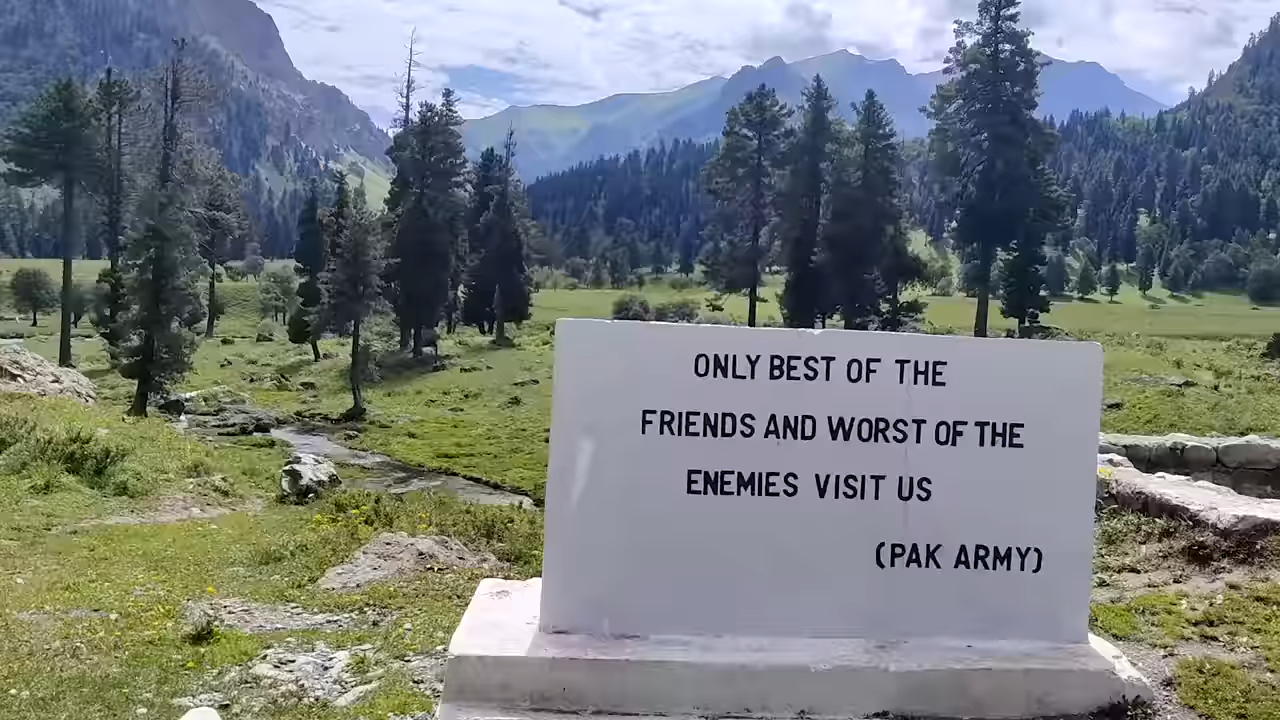 ONLY BEST OF THE
FRIENDS AND WORST OF THE
ENEMIES VISIT US
(PAK ARMY)